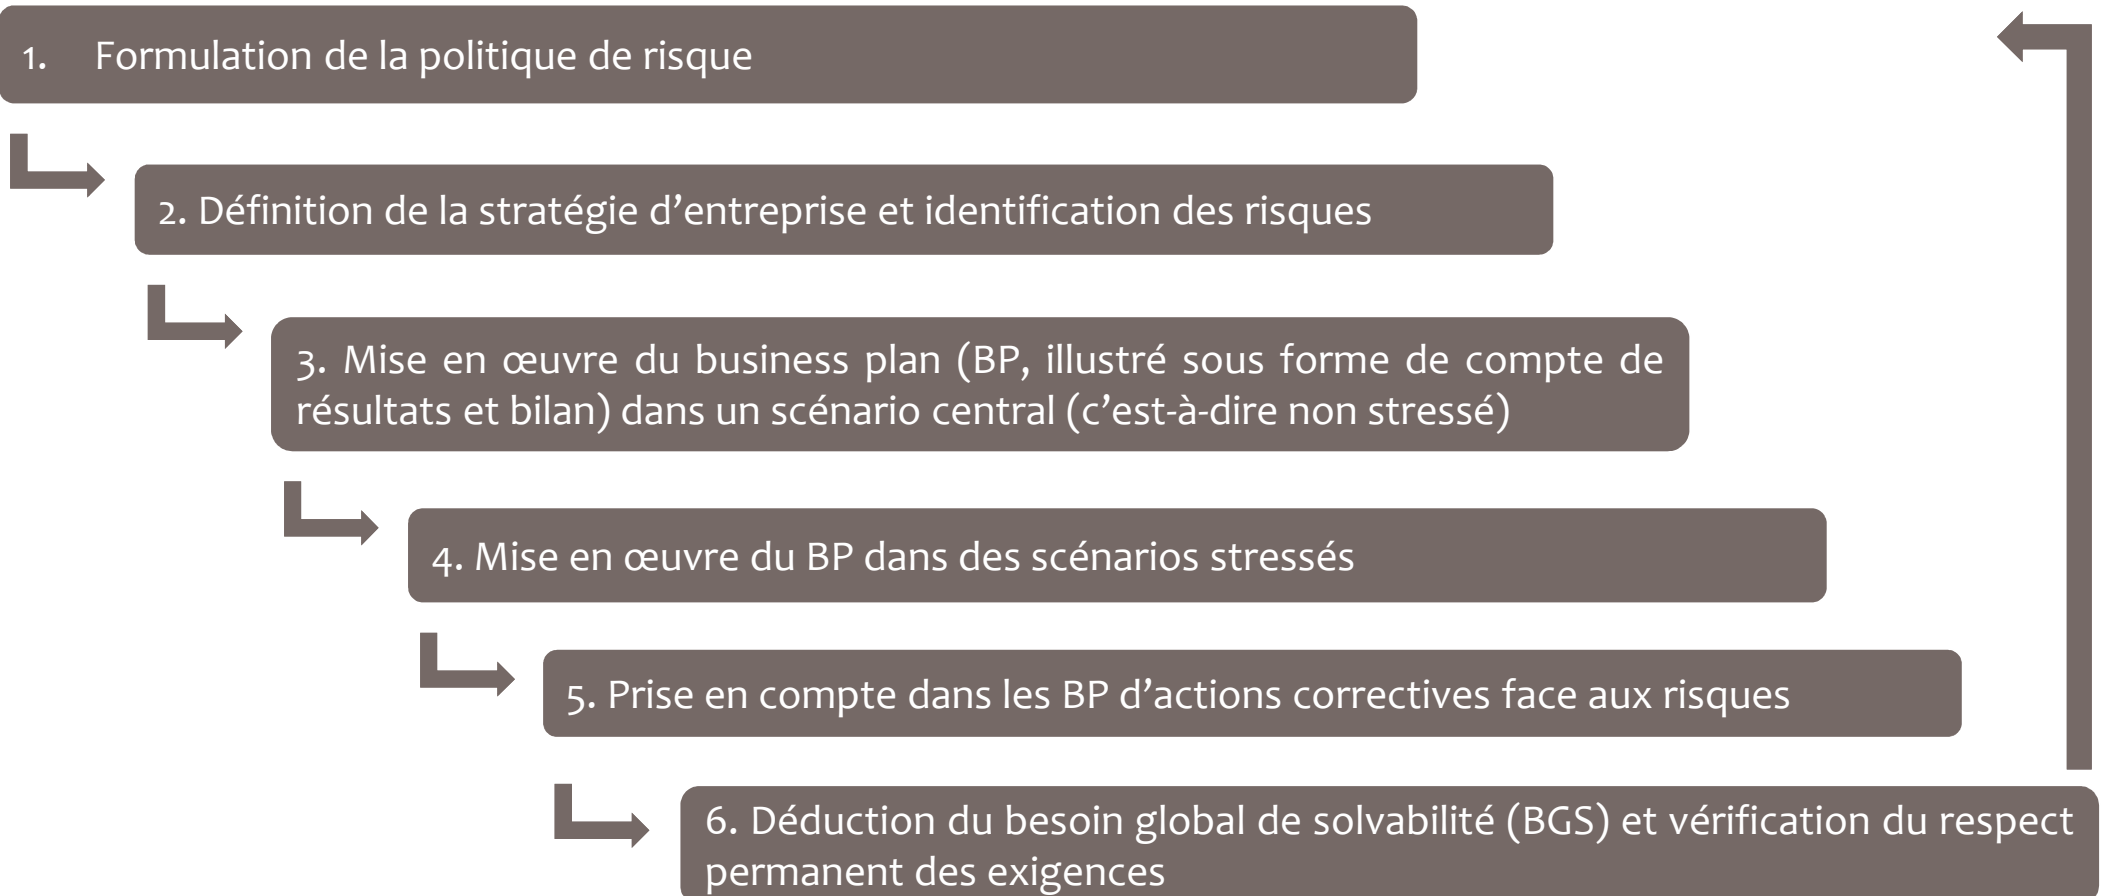 1. Formulation de la politique de risque
2. Définition de la stratégie d’entreprise et identification des risques
3. Mise en œuvre du business plan (BP, illustré sous forme de compte de
résultats et bilan) dans un scénario central (c’est-à-dire non stressé)
4. Mise en œuvre du BP dans des scénarios stressés
5. Prise en compte dans les BP d’actions correctives face aux risques
6. Déduction du besoin global de solvabilité (BGS) et vérification du respect
permanent des exigences